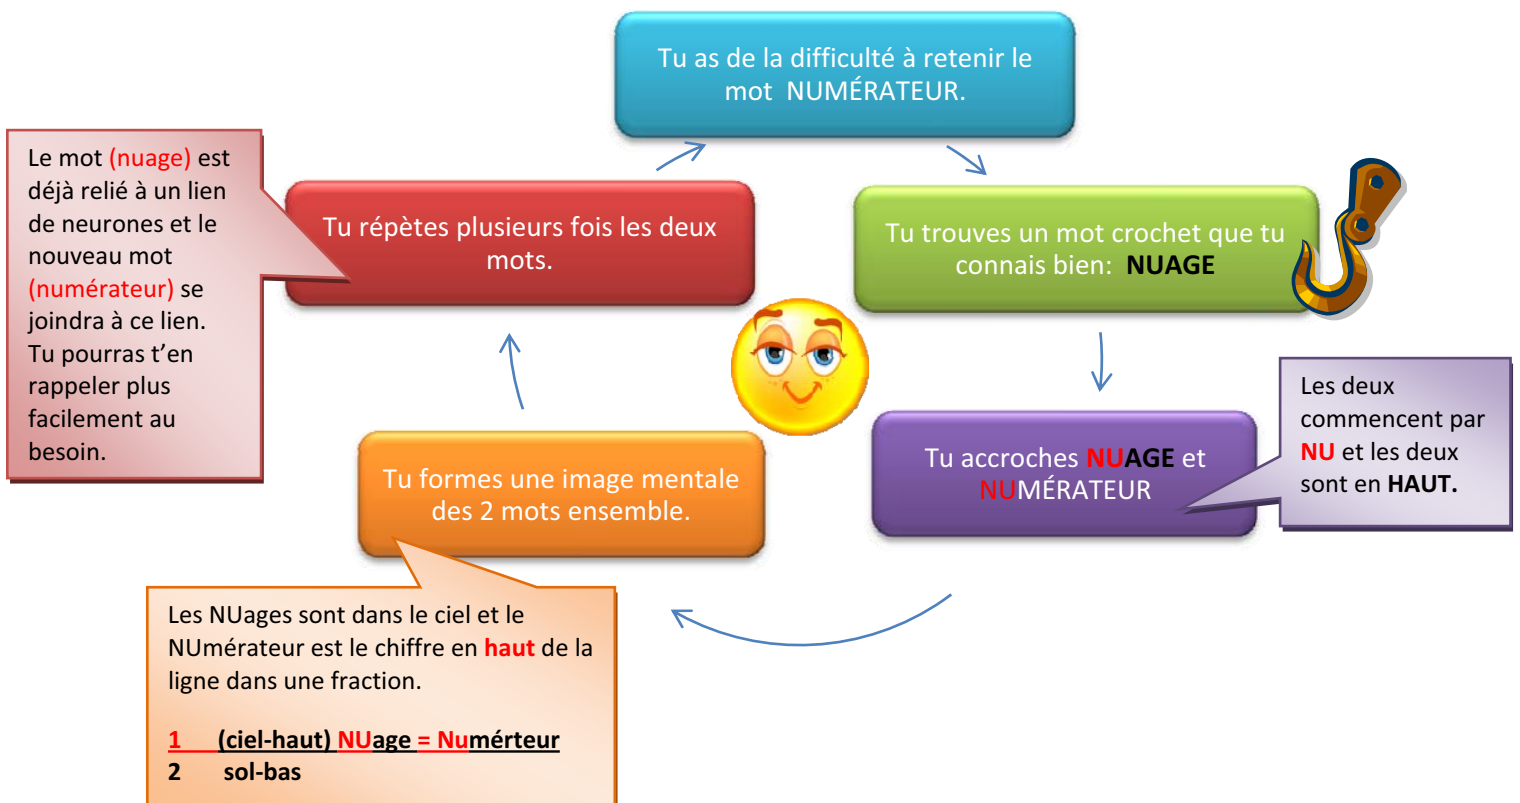 Tu as de la difficulté à retenir le
mot NUMÉRATEUR.
Tu trouves un mot crochet que tu
connais bien: NUAGE
Tu accroches NUAGE et
NUMÉRATEUR
Les deux
commencent par
NU et les deux
sont en HAUT.
Tu formes une image mentale
des 2 mots ensemble.
Les NUages sont dans le ciel et le
NUmérateur est le chiffre en haut de la
ligne dans une fraction.
1 (ciel-haut) NUage = Numérteur
2 sol-bas
Tu répètes plusieurs fois les deux
mots.
Le mot (nuage) est
déjà relié à un lien
de neurones et le
nouveau mot
(numérateur) se
joindra à ce lien.
Tu pourras t’en
rappeler plus
facilement au
besoin.